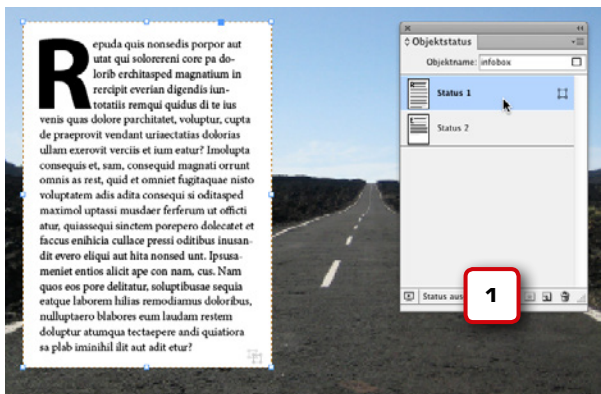 Repuda quis nonsedis porpor aut
utat qui solorereni core pa do-
lorib erchitasped magnatium in
rercipit everian digendis iun-
totatiis remqui quidus di te ius
venis quas dolore parchitatet, voluptur, cupta
de praeprovit vendant uriaectatias dolorias
ullam exerovit verciis et ium eatur? Imolupta
consequis et, sam, consequid magnati orrunt
omnis as rest, quid et omniet fugitaquae nisto
voluptatem adis adita consequi si oditasped
maximol uptassi musdaer ferferum ut officti
atur, quiassequi sinctem porepero dolecatet et
faccus enihicia cullace pressi oditibus inusan-
dit evero eliqui aut hita nonsed unt. Ipsusa-
meniet entios alicit ape con nam, cus. Nam
quos eos pore delitatur, soluptibusae sequia
eatque laborem hilias remodiamus doloribus,
nulluptaero blabores eum laudam restem
doluptur atumqua tectaepere andi quiatiora
sa plab iminihil ilit aut adit etur?
Objektstatus
Objektname: infobox
Status 1
Status 2
Status aus
1